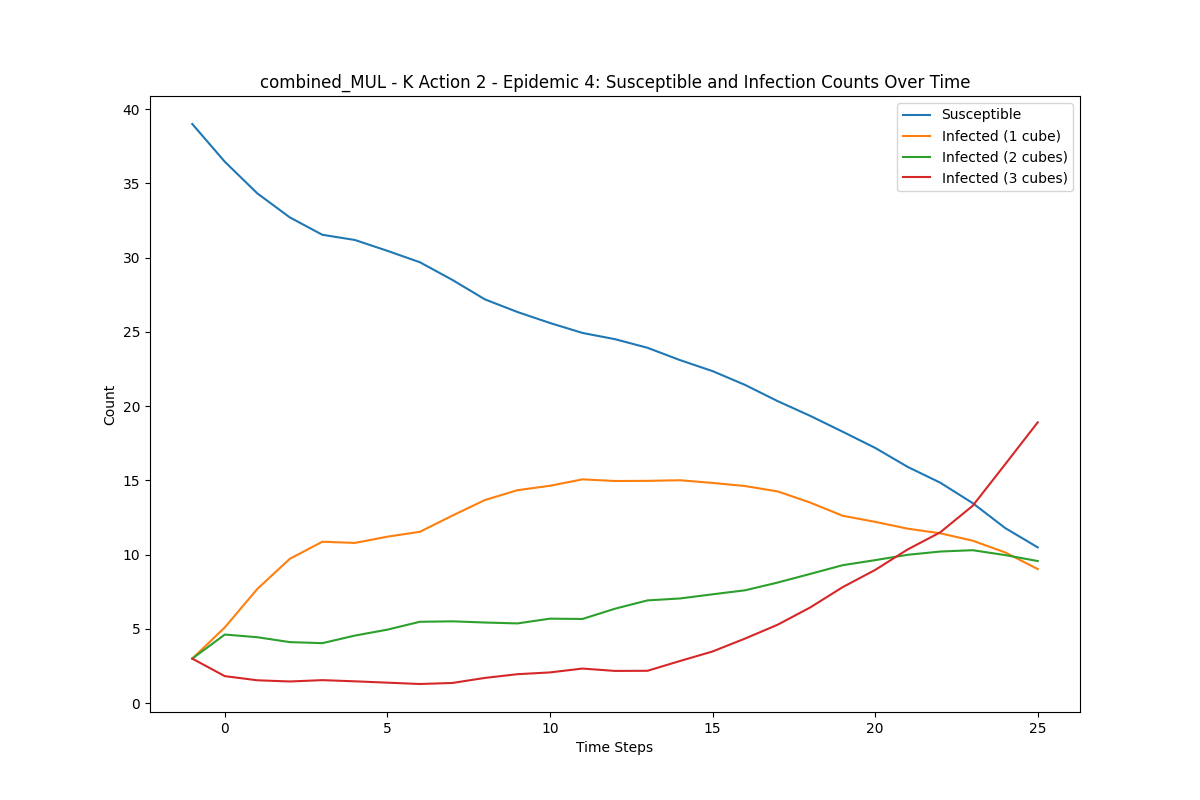 combined_MUL - K Action 2 - Epidemic 4: Susceptible and Infection Counts Over Time
Susceptible
Infected (1 cube)
Infected (2 cubes)
Infected (3 cubes)
40
35
30
25
20
15
10
5
0
Count
0 5 10 15 20 25
Time Steps